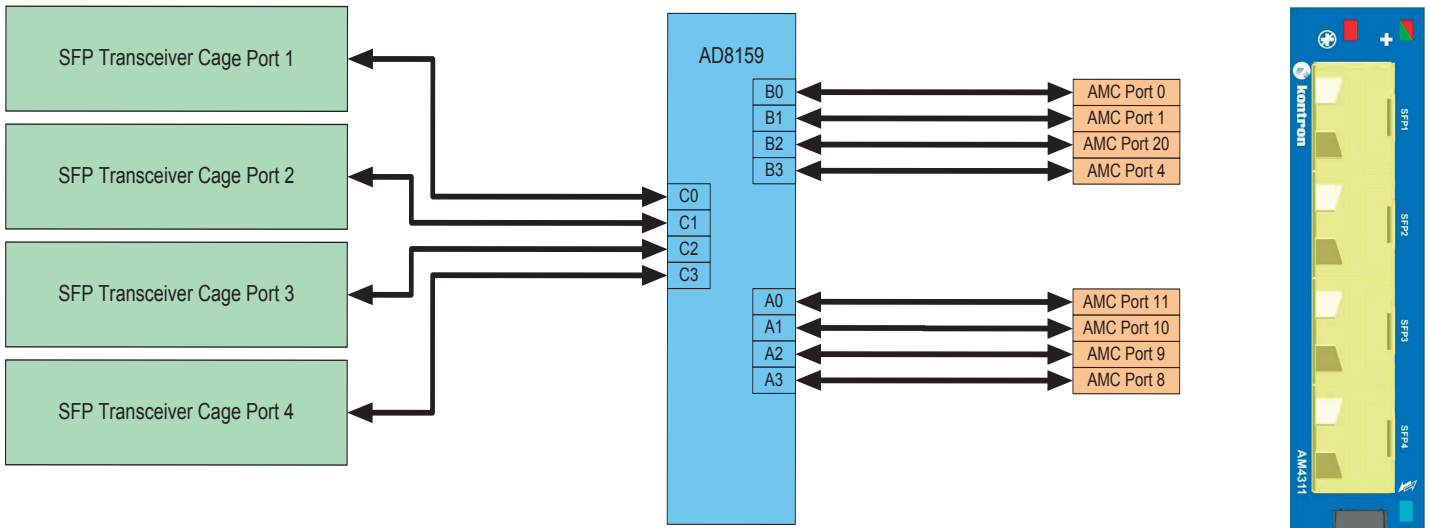 SFP Transceiver Cage Port 1
SFP Transceiver Cage Port 2
SFP Transceiver Cage Port 3
SFP Transceiver Cage Port 4
AD8159
C0
C1
C2
C3
B0
B1
B2
B3
A0
A1
A2
A3
AMC Port 0
AMC Port 1
AMC Port 20
AMC Port 4
AMC Port 11
AMC Port 10
AMC Port 9
AMC Port 8
kontron
SFP1
SFP2
SFP3
SFP4
AM4311